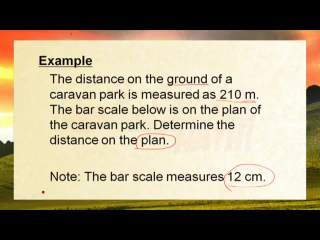 Example
The distance on the ground of a
caravan park is measured as 210 m.
The bar scale below is on the plan of
the caravan park. Determine the
distance on the plan.
Note: The bar scale measures 12 cm.